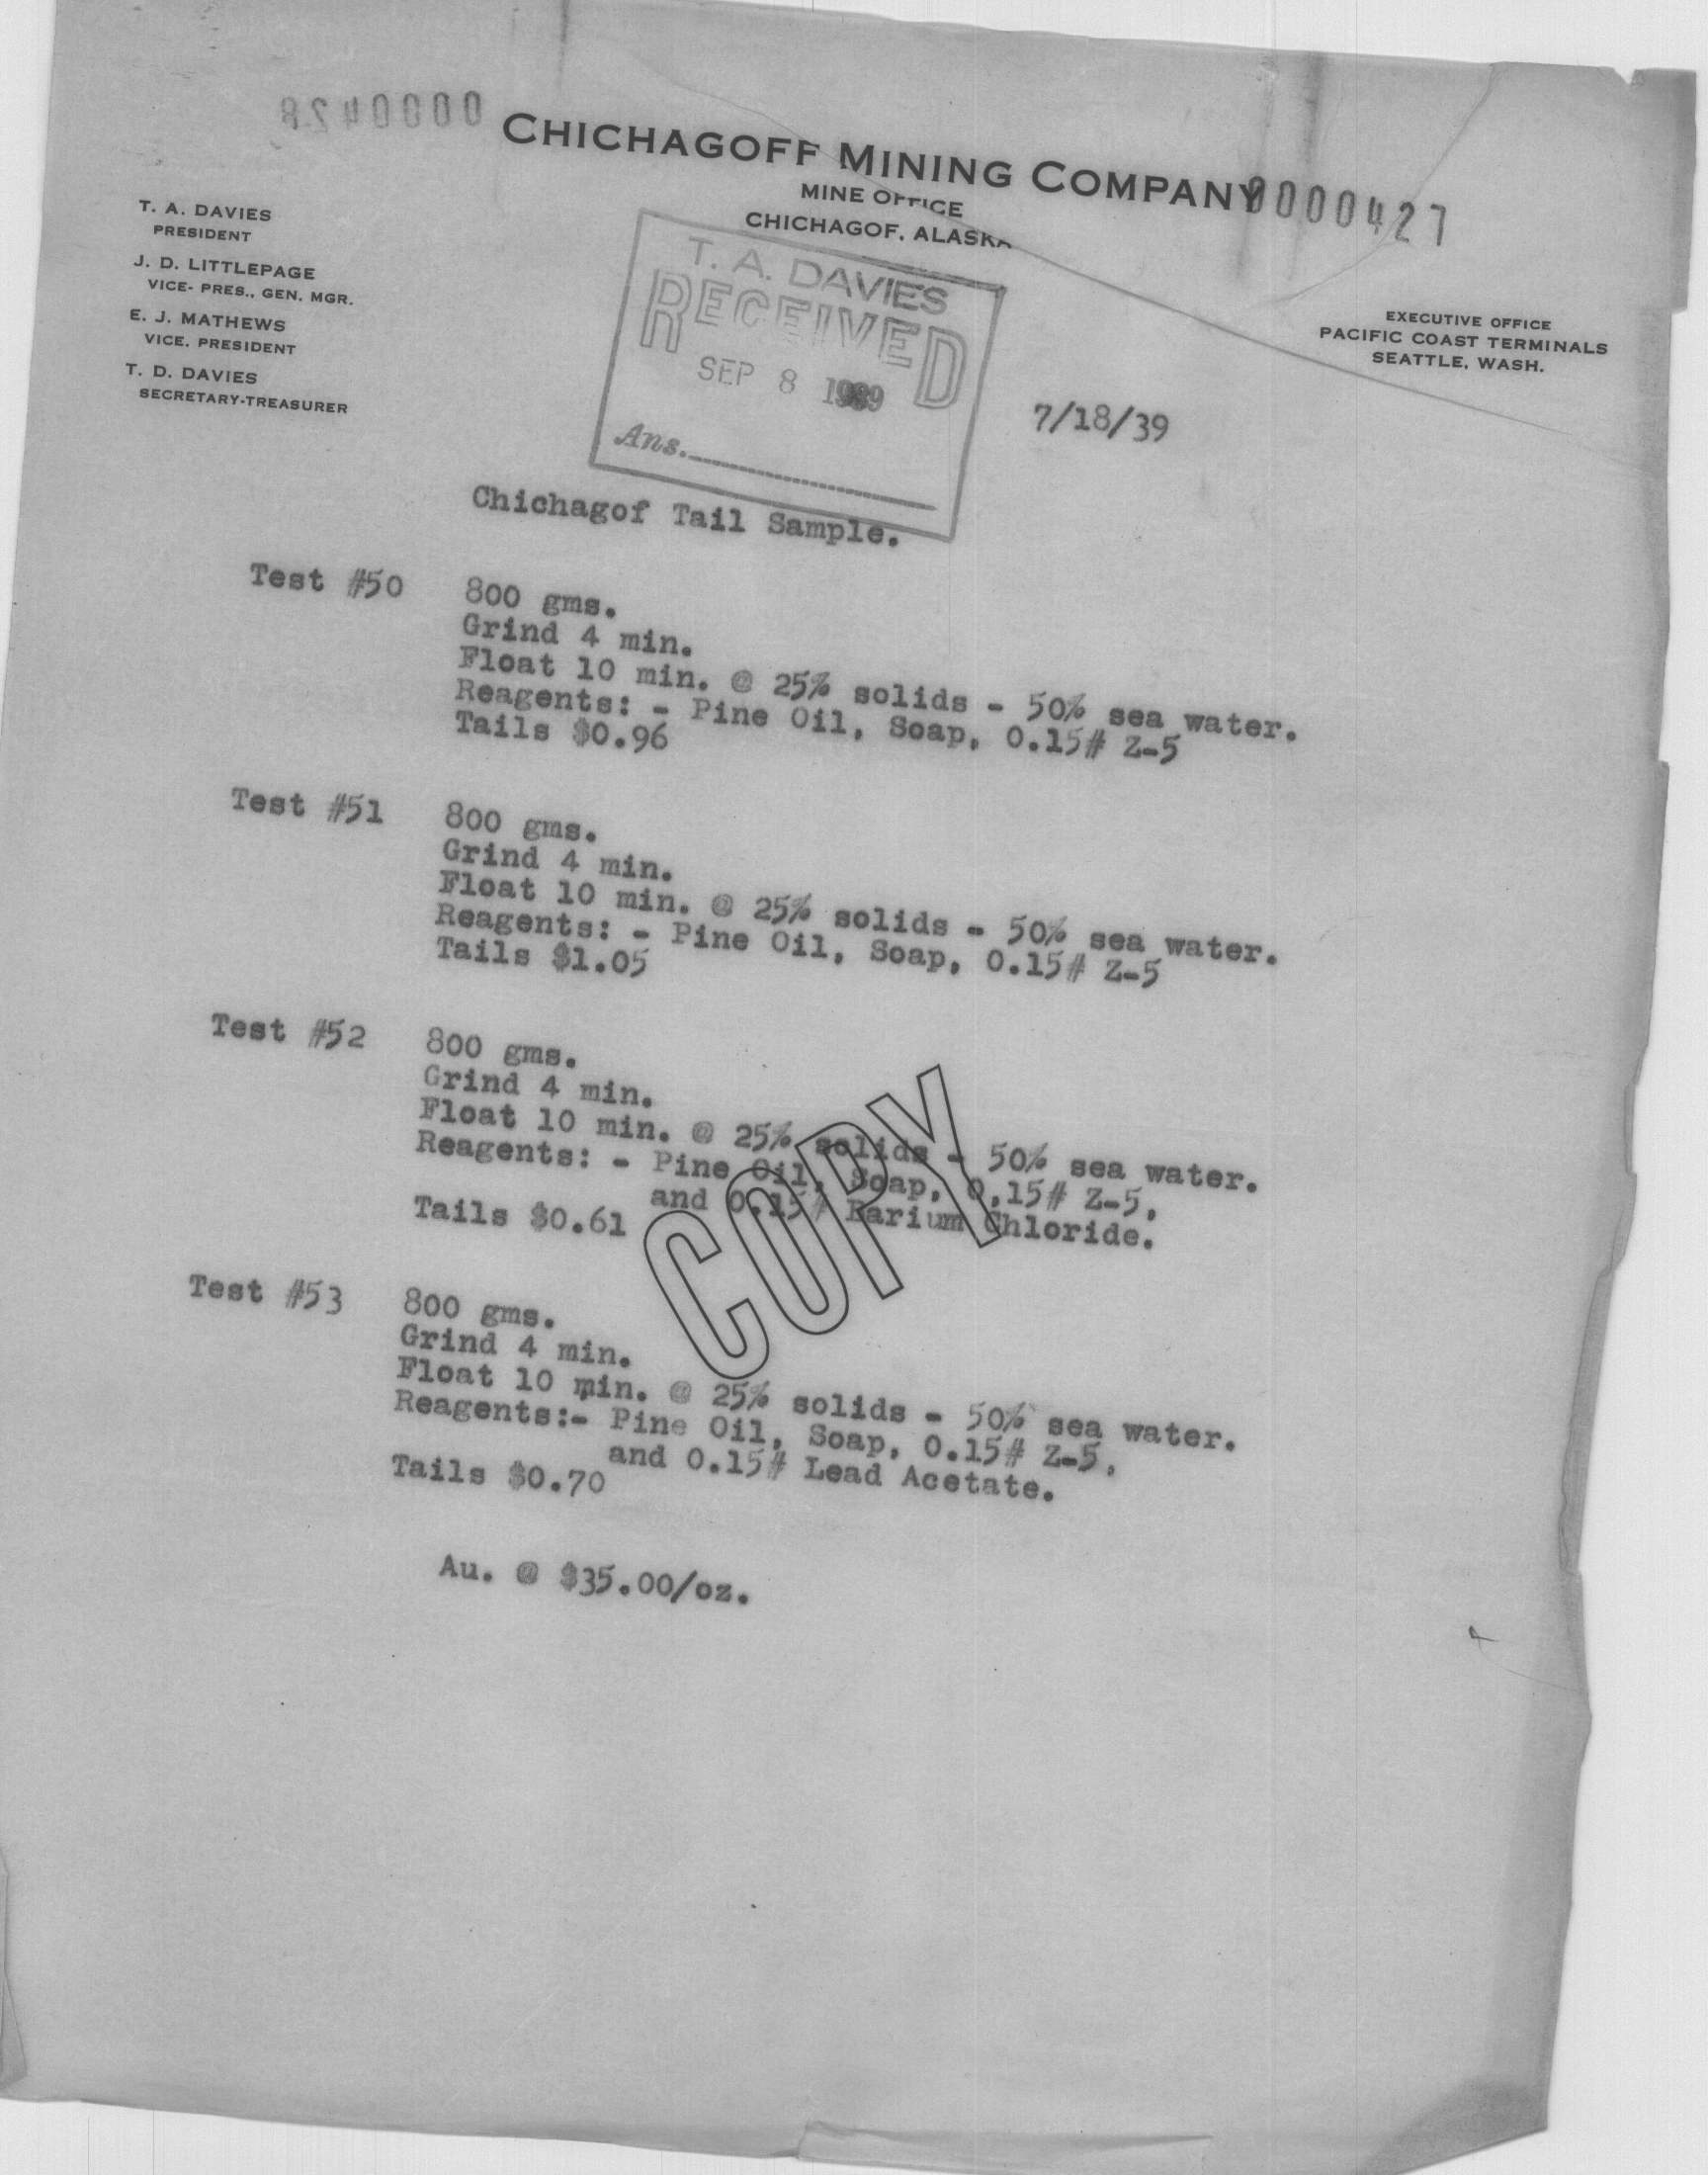 0000428
CHICHAGOFF MINING COMPANY
0000427
MINE OFFICE
CHICHAGOF, ALASKA
T. A. DAVIES
PRESIDENT
J. D. LITTLEPAGE
VICE- PRES., GEN. MGR.
E. J. MATHEWS
VICE. PRESIDENT
T. D. DAVIES
SECRETARY-TREASURER
EXECUTIVE OFFICE
PACIFIC COAST TERMINALS
SEATTLE, WASH.
T. A. DAVIES
RECEIVED
SEP 8 1939
Ans.
7/18/39
Chichagof Tail Sample.
Test #50 800 gms.
Grind 4 min.
Float 10 min. @ 25% solids - 50% sea water.
Reagents: - Pine Oil, Soap, 0.15# Z-5
Tails $0.96
Test #51 800 gms.
Grind 4 min.
Float 10 min. @ 25% solids - 50% sea water.
Reagents: - Pine Oil, Soap, 0.15# Z-5
Tails $1.05
Test #52 800 gms.
Grind 4 min.
Float 10 min. @ 25% solids - 50% sea water.
Reagents: - Pine Oil, Soap, 0.15# Z-5,
and 0.15# Barium Chloride.
Tails $0.61
COPY
Test #53 800 gms.
Grind 4 min.
Float 10 min. @ 25% solids - 50% sea water.
Reagents:- Pine Oil, Soap, 0.15# Z-5,
and 0.15# Lead Acetate.
Tails $0.70
Au. @ $35.00/oz.